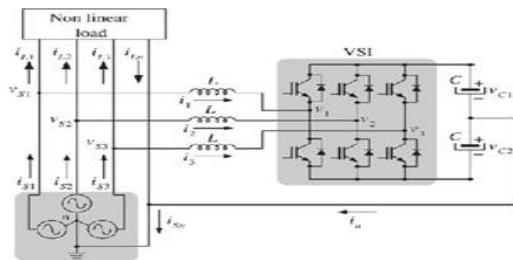 Non linear
load
i_L1 i_L2 i_L3 i_Ln
VSI
v_S1
L
i_1
v_S2
L
i_2
v_S3
L
i_3
v_1
v_2
v_3
C
v_C1
C
v_C2
i_S1 i_S2 i_S3
n
i_Sn
i_n